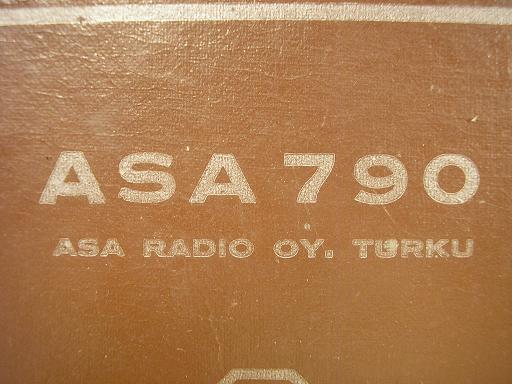 ASA 790
ASA RADIO OY. TURKU